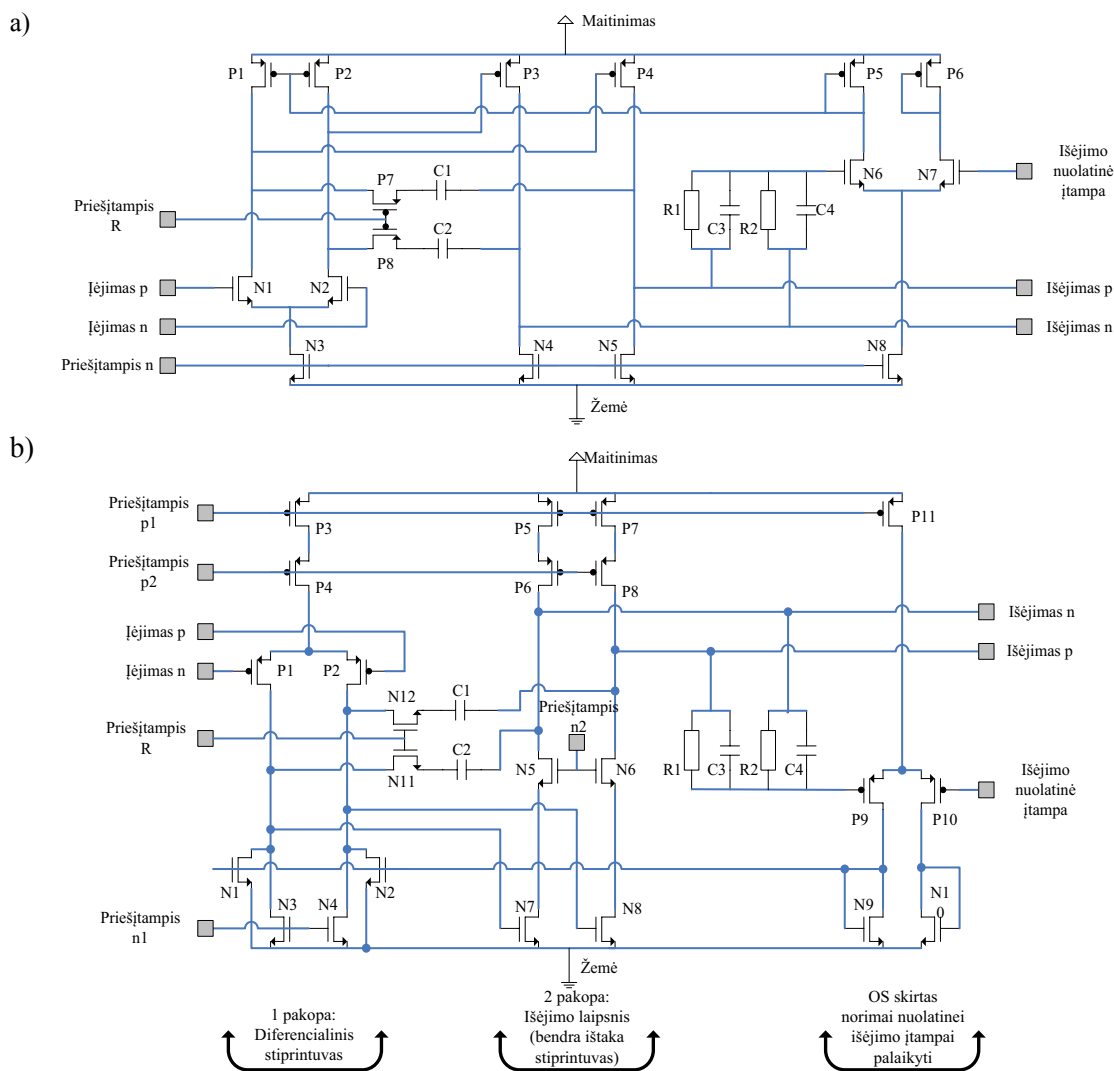 a)
Maitinimas
P1
P2
P3
P4
P5
P6
Išėjimo
nuolatinė
įtampa
N6
N7
P7
C1
Priešįtampis
R
R1
C3
R2
C4
C2
P8
Įėjimas p
N1
N2
Išėjimas p
Įėjimas n
Išėjimas n
Priešįtampis n
N3
N4
N5
N8
Žemė
b)
Maitinimas
Priešįtampis
p1
P3
P5
P7
P11
Priešįtampis
p2
P4
P6
P8
Išėjimas n
Įėjimas p
Išėjimas p
Įėjimas n
P1
P2
N12
C1
Priešįtampis
n2
Priešįtampis
R
C2
N11
N5
N6
R1
C3
R2
C4
Išėjimo
nuolatinė
įtampa
P9
P10
N1
N2
N3
N4
N7
N8
N9
N1
0
Priešįtampis
n1
Žemė
1 pakopa:
Diferencialinis
stiprintuvas
2 pakopa:
Išėjimo laipsnis
(bendra ištaka
stiprintuvas)
OS skirtas
norimai nuolatinei
išėjimo įtampai
palaikyti